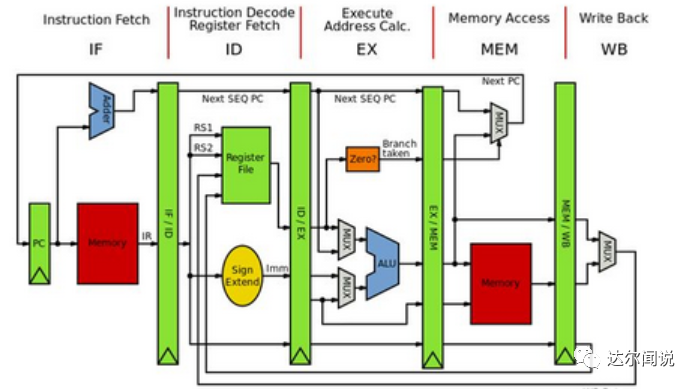 Instruction Fetch
Instruction Decode
Register Fetch
Execute
Address Calc.
Memory Access
Write Back
IF
ID
EX
MEM
WB
Next PC
Adder
Next SEQ PC
Next SEQ PC
RS1
RS2
Register
File
Branch
taken
Zero?
MUX
PC
Memory
IR
IF / ID
ID / EX
EX / MEM
MEM / WB
MUX
MUX
ALU
Sign
Extend
Imm
Memory
MUX
达尔闻说